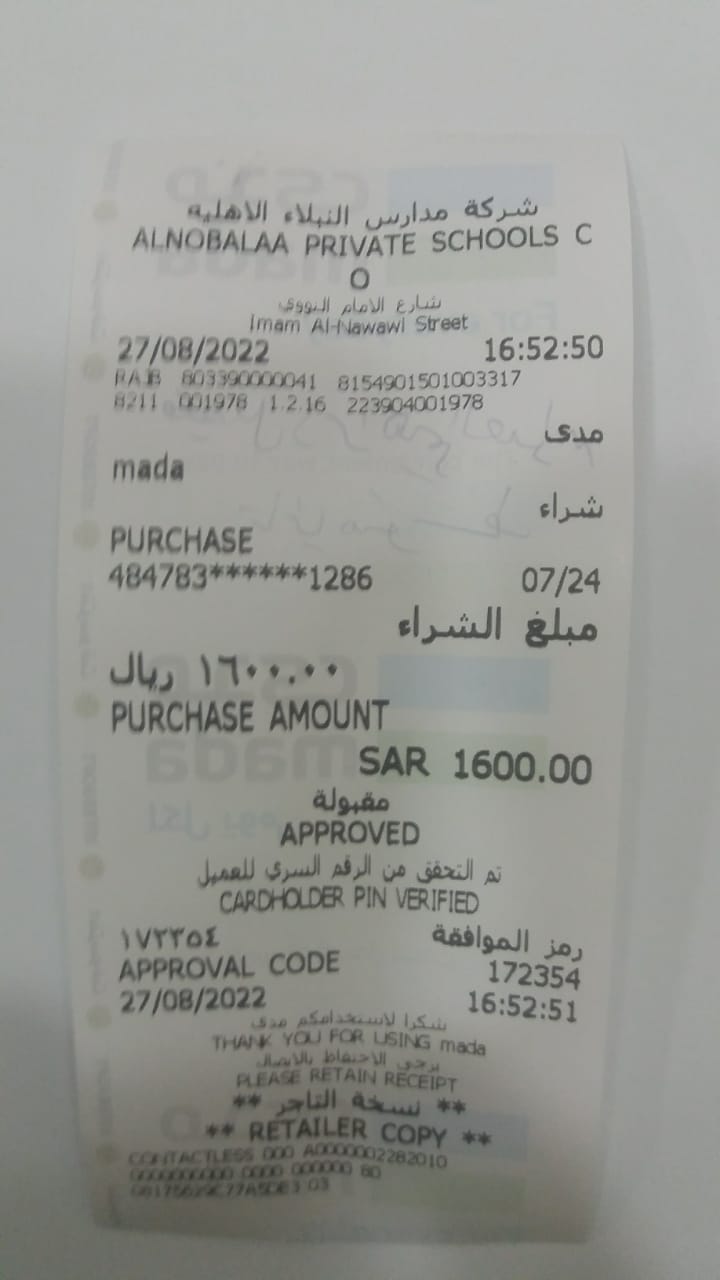 شركة مدارس النبلاء الاهليه
ALNOBALAA PRIVATE SCHOOLS C
O
شارع الامام النووي
Imam Al-Nawawi Street
27/08/2022 16:52:50
RAJB 803390000041 8154901501003317
8211 001978 1.2.16 223904001978
مدى
mada
شراء
PURCHASE
484783******1286 07/24
مبلغ الشراء
١٦٠٠.٠٠ ريال
PURCHASE AMOUNT
SAR 1600.00
مقبولة
APPROVED
تم التحقق من الرقم السري للعميل
CARDHOLDER PIN VERIFIED
رمز الموافقة ١٧٢٣٥٤
APPROVAL CODE 172354
27/08/2022 16:52:51
شكرا لاستخدامكم مدى
THANK YOU FOR USING mada
يرجى الاحتفاظ بالايصال
PLEASE RETAIN RECEIPT
** نسخة التاجر **
** RETAILER COPY **
CONTACTLESS 000 A0000002282010
0000000000 0000 000000 80